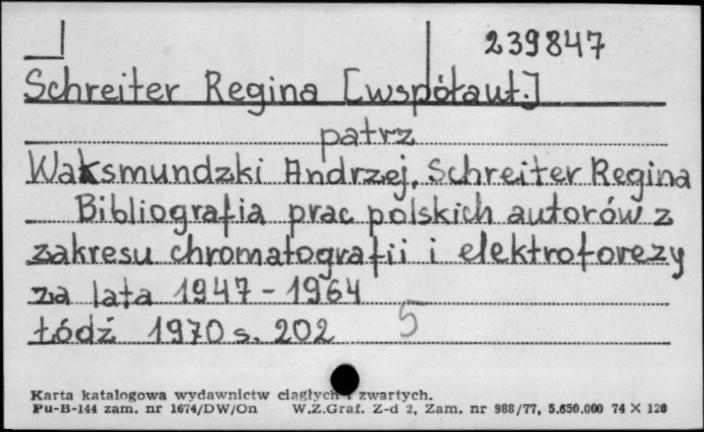 239847
Schreiter Regina [współaut.]
patrz
Waksmundzki Andrzej, Schreiter Regina
Bibliografia prac polskich autorów z
zakresu chromatografii i elektroforezy
za lata 1947-1964
Łódź 1970 s. 202 5
Karta katalogowa wydawnictw ciągłych i zwartych.
Pu-B-144 zam. nr 1674/DW/On W.Z.Graf. Z-d 2, Zam. nr 988/77, 5.650.000 74 X 120